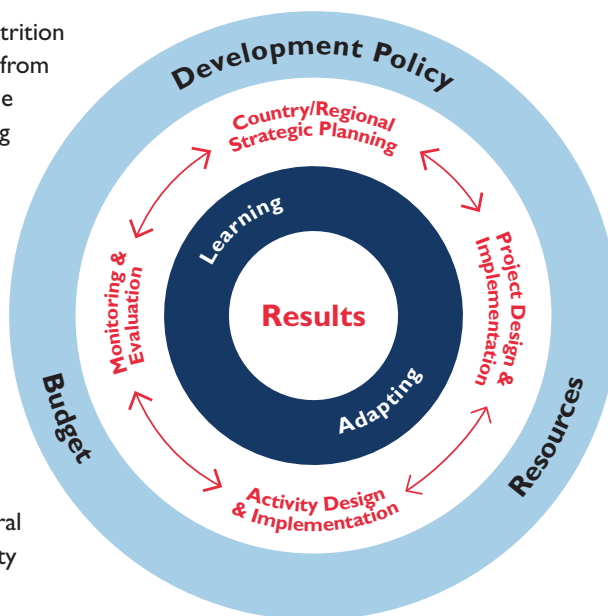 trition
from
e
g
ral
ty
Development Policy
Country/Regional
Strategic Planning
Learning
Monitoring &
Evaluation
Results
Project Design &
Implementation
Adapting
Budget
Resources
Activity Design
& Implementation